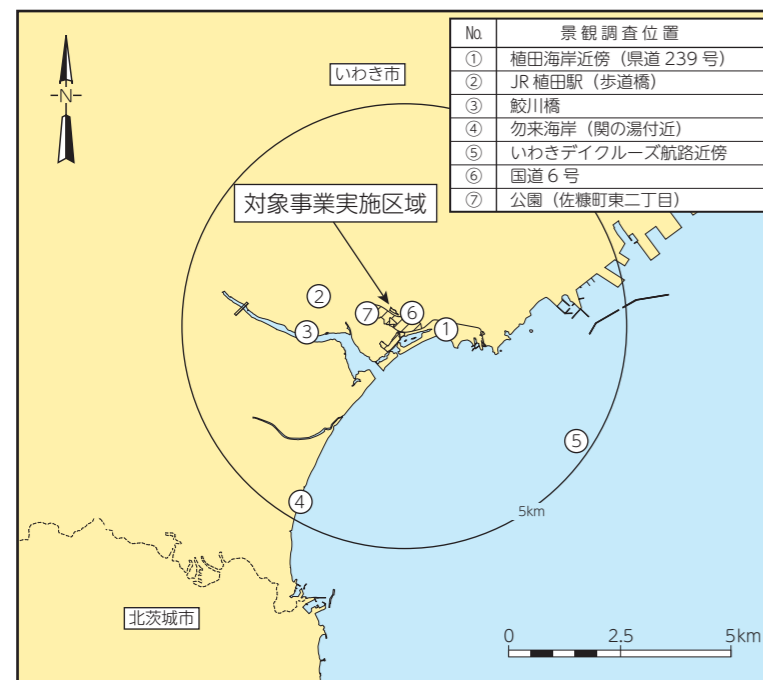 No. 景観調査位置
① 植田海岸近傍（県道 239 号）
② JR 植田駅（歩道橋）
③ 鮫川橋
④ 勿来海岸（関の湯付近）
⑤ いわきデイクルーズ航路近傍
⑥ 国道 6 号
⑦ 公園（佐糠町東二丁目）
N
いわき市
対象事業実施区域
②
⑦
⑥
③
①
⑤
④
5km
北茨城市
0 2.5 5km